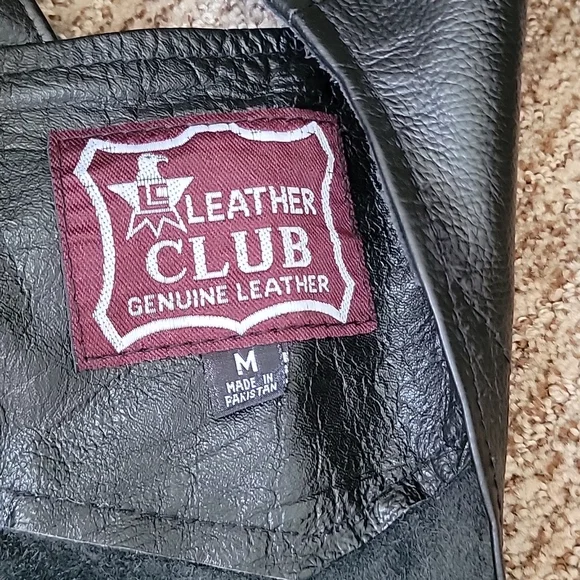 LC
LEATHER
CLUB
GENUINE LEATHER
M
MADE IN
PAKISTAN